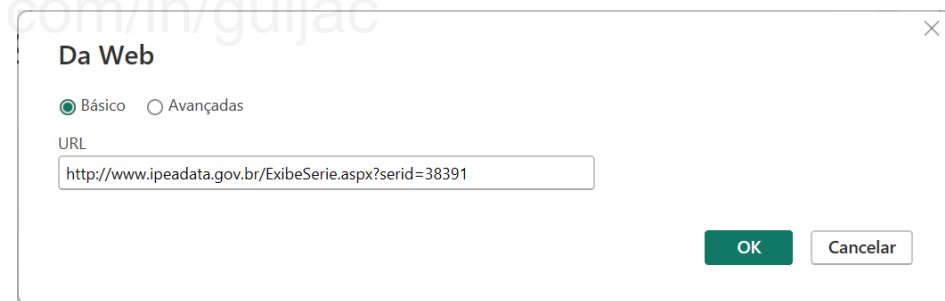 com/in/guijac
Da Web
Básico Avançadas
URL
http://www.ipeadata.gov.br/ExibeSerie.aspx?serid=38391
OK Cancelar